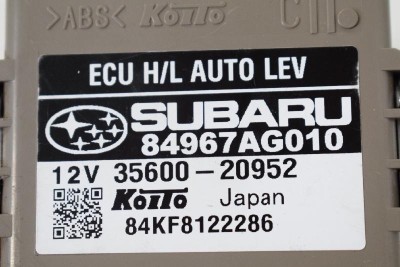 >ABS< KOITO
ECU H/L AUTO LEV
SUBARU
84967AG010
12V 35600-20952
KOITO Japan
84KF8122286